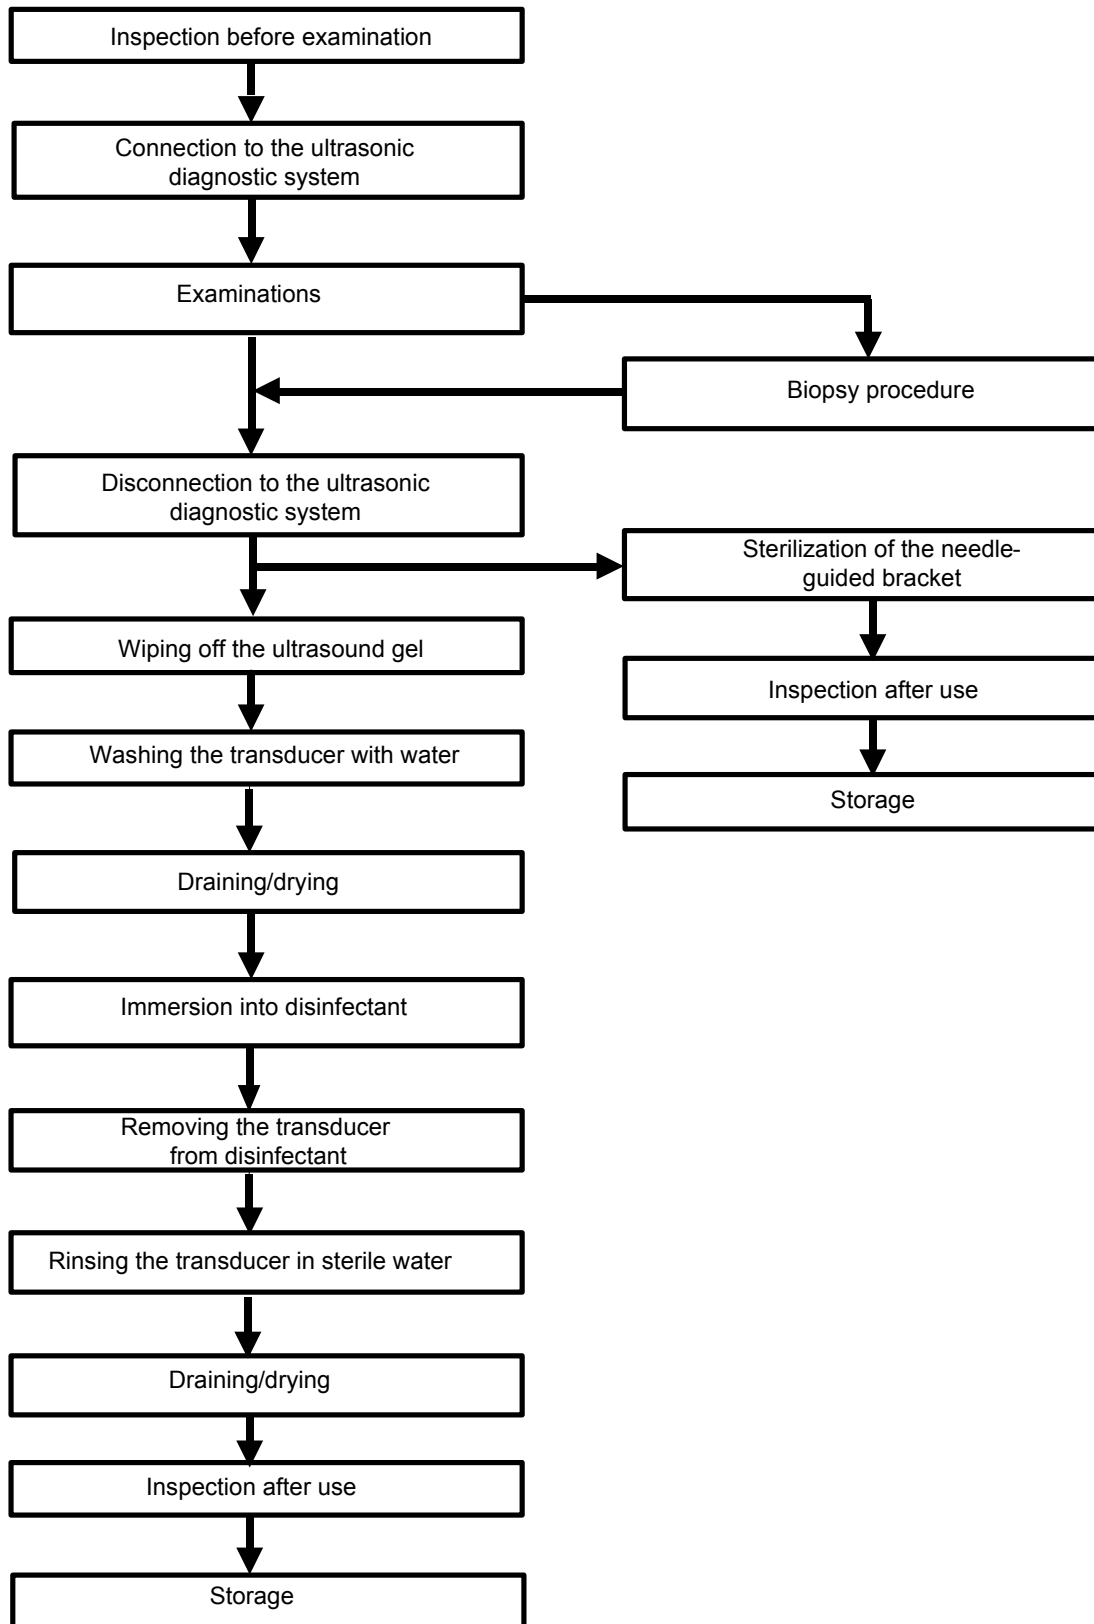 Inspection before examination
Connection to the ultrasonic
diagnostic system
Examinations
Biopsy procedure
Disconnection to the ultrasonic
diagnostic system
Sterilization of the needle-
guided bracket
Wiping off the ultrasound gel
Inspection after use
Washing the transducer with water
Storage
Draining/drying
Immersion into disinfectant
Removing the transducer
from disinfectant
Rinsing the transducer in sterile water
Draining/drying
Inspection after use
Storage